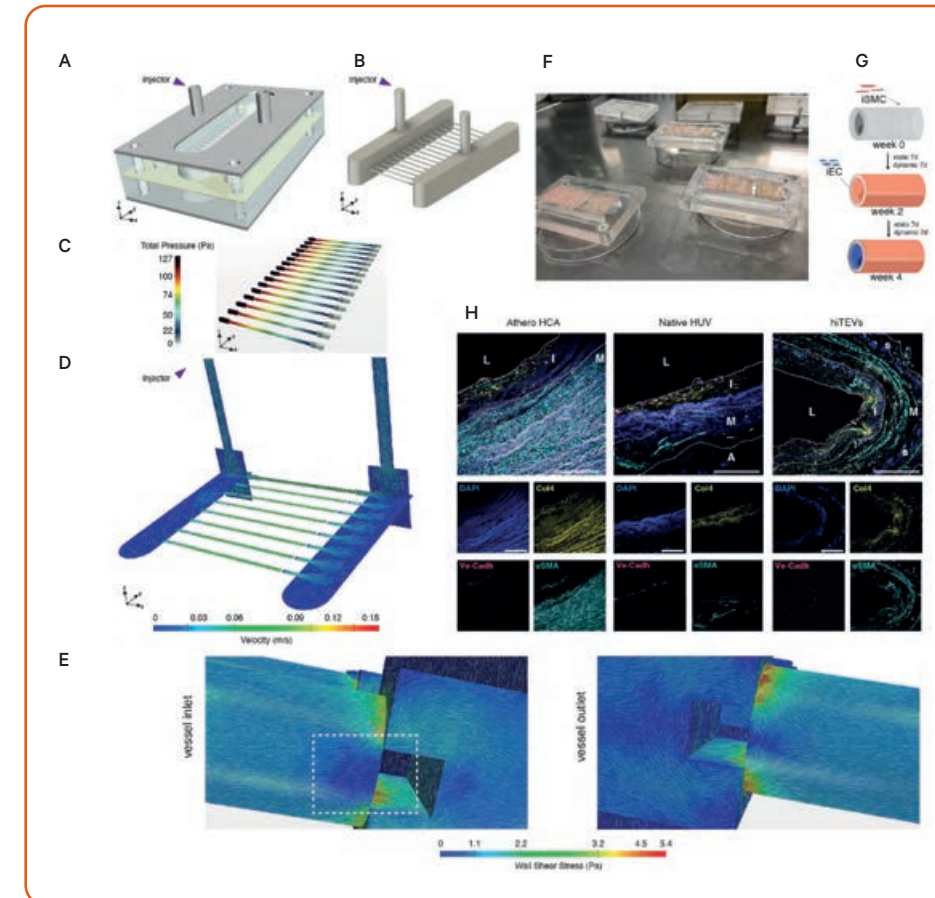 A
B
F
G
injector
injector
iSMC
week 0
static 7d
dynamic 7d
iEC
week 2
static 7d
dynamic 7d
week 4
C
Total Pressure (Pa)
127
100
74
50
22
0
H
Athero HCA
Native HUV
hiTEVs
L
I
M
L
I
M
A
L
I
M
s
s
D
injector
DAPI
Col4
DAPI
Col4
DAPI
Col4
Ve-Cadh
αSMA
Ve-Cadh
αSMA
Ve-Cadh
αSMA
0
0.03
0.06
0.09
0.12
0.15
Velocity (m/s)
E
vessel inlet
vessel outlet
0
1.1
2.2
3.2
4.5
5.4
Wall Shear Stress (Pa)